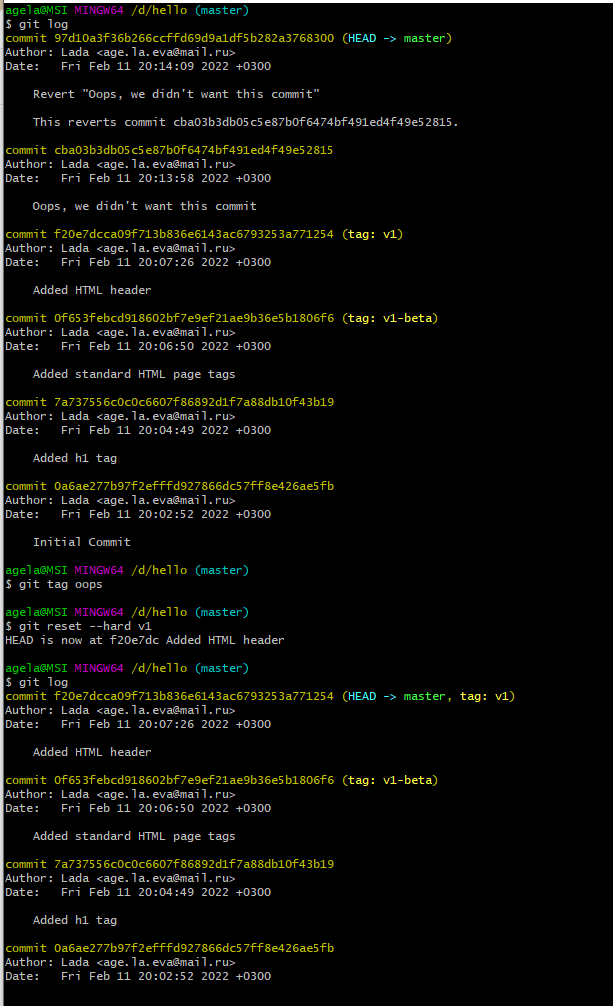 agela@MSI MINGW64 /d/hello (master)
$ git log
commit 97d10a3f36b266ccffd69d9a1df5b282a3768300 (HEAD -> master)
Author: Lada <age.la.eva@mail.ru>
Date:   Fri Feb 11 20:14:09 2022 +0300
    Revert "Oops, we didn't want this commit"
    This reverts commit cba03b3db05c5e87b0f6474bf491ed4f49e52815.
commit cba03b3db05c5e87b0f6474bf491ed4f49e52815
Author: Lada <age.la.eva@mail.ru>
Date:   Fri Feb 11 20:13:58 2022 +0300
    Oops, we didn't want this commit
commit f20e7dcca09f713b836e6143ac6793253a771254 (tag: v1)
Author: Lada <age.la.eva@mail.ru>
Date:   Fri Feb 11 20:07:26 2022 +0300
    Added HTML header
commit 0f653febcd918602bf7e9ef21ae9b36e5b1806f6 (tag: v1-beta)
Author: Lada <age.la.eva@mail.ru>
Date:   Fri Feb 11 20:06:50 2022 +0300
    Added standard HTML page tags
commit 7a737556c0c0c6607f86892d1f7a88db10f43b19
Author: Lada <age.la.eva@mail.ru>
Date:   Fri Feb 11 20:04:49 2022 +0300
    Added h1 tag
commit 0a6ae277b97f2efffd927866dc57ff8e426ae5fb
Author: Lada <age.la.eva@mail.ru>
Date:   Fri Feb 11 20:02:52 2022 +0300
    Initial Commit
agela@MSI MINGW64 /d/hello (master)
$ git tag oops
agela@MSI MINGW64 /d/hello (master)
$ git reset --hard v1
HEAD is now at f20e7dc Added HTML header
agela@MSI MINGW64 /d/hello (master)
$ git log
commit f20e7dcca09f713b836e6143ac6793253a771254 (HEAD -> master, tag: v1)
Author: Lada <age.la.eva@mail.ru>
Date:   Fri Feb 11 20:07:26 2022 +0300
    Added HTML header
commit 0f653febcd918602bf7e9ef21ae9b36e5b1806f6 (tag: v1-beta)
Author: Lada <age.la.eva@mail.ru>
Date:   Fri Feb 11 20:06:50 2022 +0300
    Added standard HTML page tags
commit 7a737556c0c0c6607f86892d1f7a88db10f43b19
Author: Lada <age.la.eva@mail.ru>
Date:   Fri Feb 11 20:04:49 2022 +0300
    Added h1 tag
commit 0a6ae277b97f2efffd927866dc57ff8e426ae5fb
Author: Lada <age.la.eva@mail.ru>
Date:   Fri Feb 11 20:02:52 2022 +0300